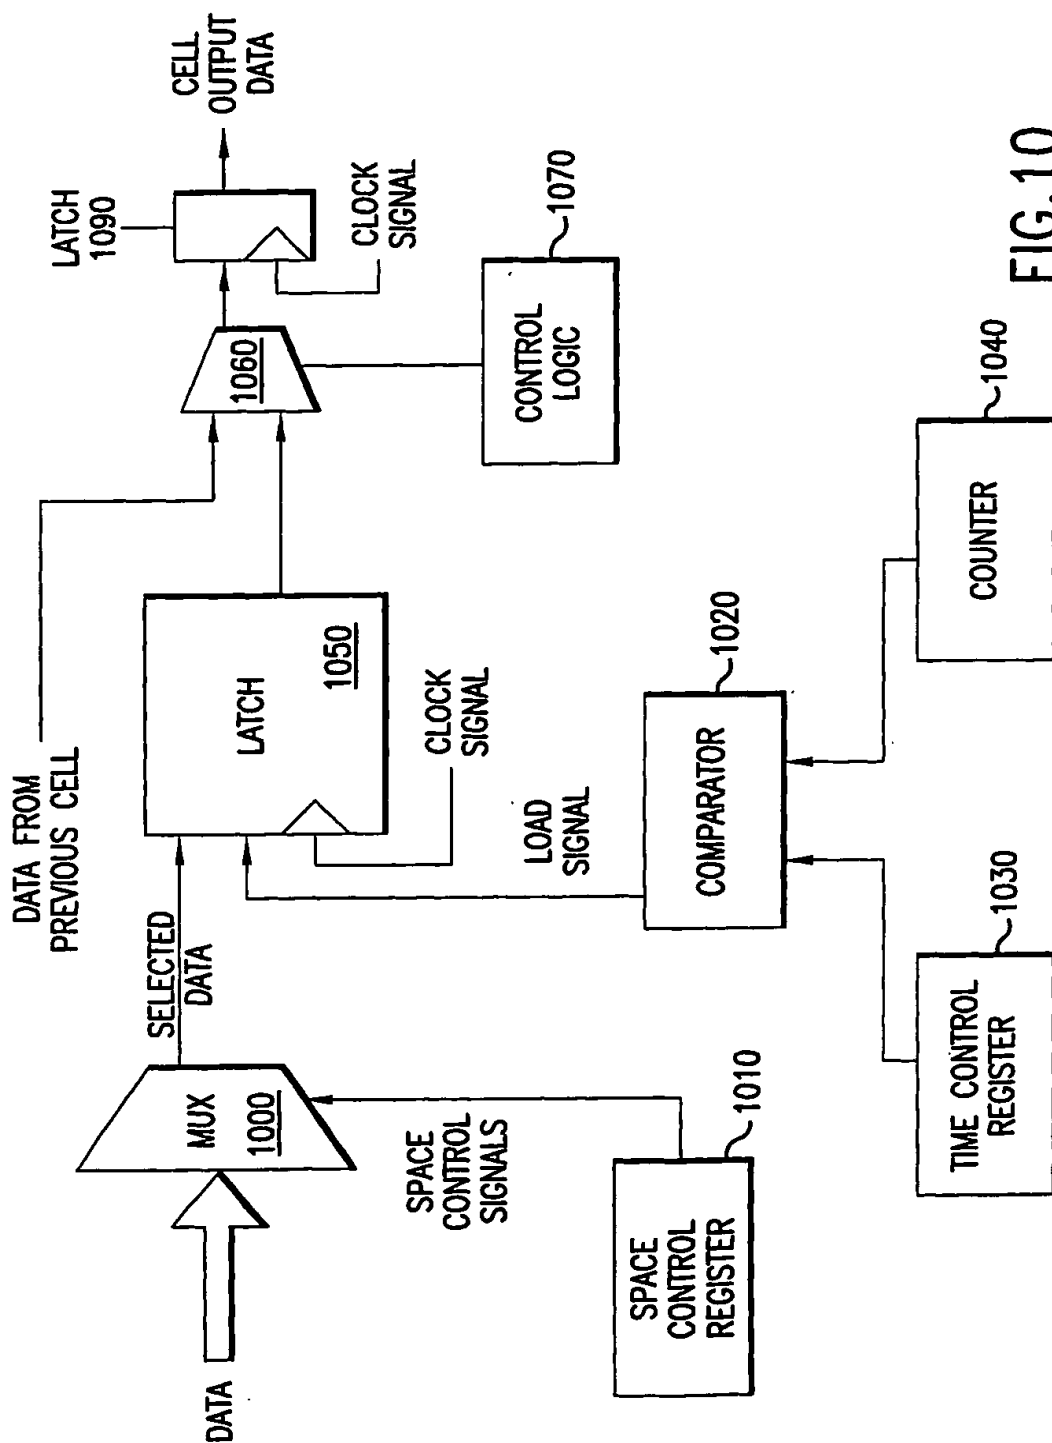 DATA
MUX
1000
SELECTED
DATA
SPACE
CONTROL
SIGNALS
SPACE
CONTROL
REGISTER
1010
DATA FROM
PREVIOUS CELL
LATCH
1050
CLOCK
SIGNAL
LOAD
SIGNAL
COMPARATOR
1020
TIME CONTROL
REGISTER
1030
COUNTER
1040
1060
CONTROL
LOGIC
1070
LATCH
1090
CLOCK
SIGNAL
CELL
OUTPUT
DATA
FIG.10